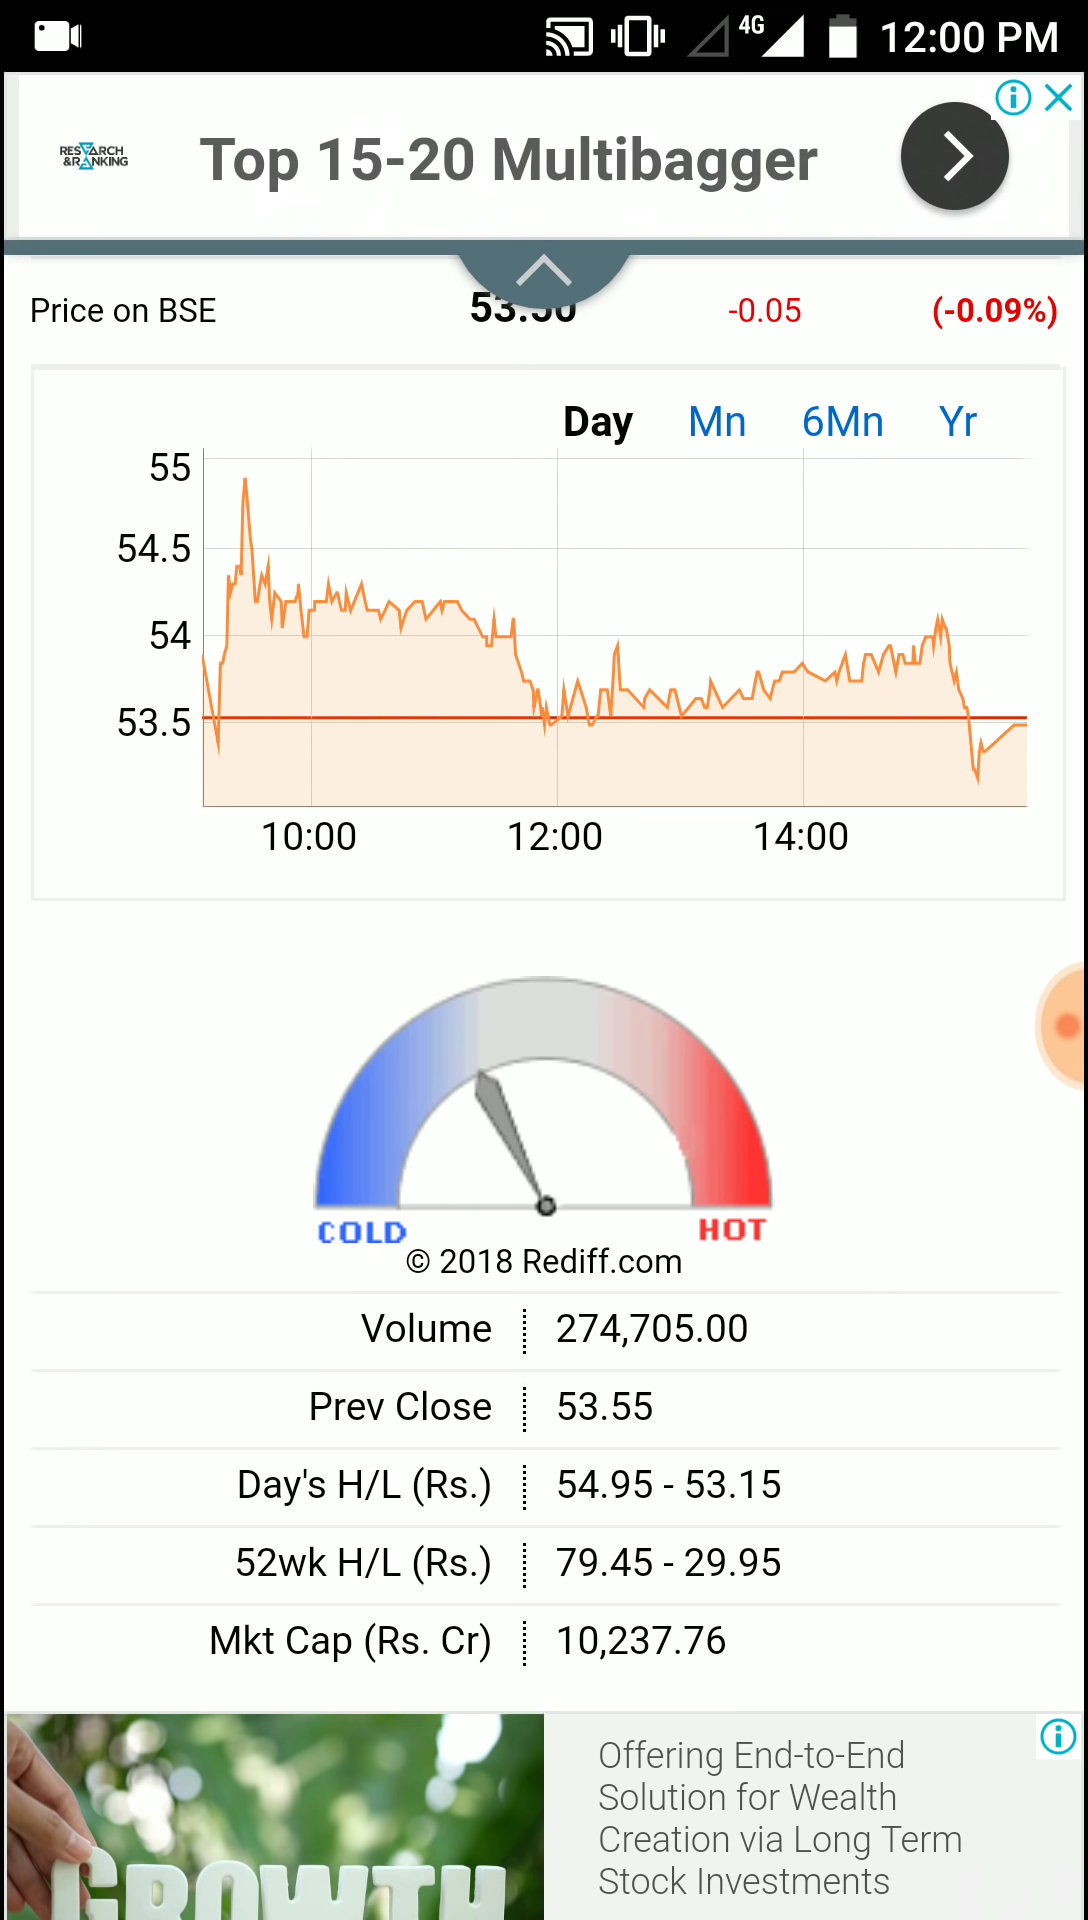 4G 12:00 PM
RESEARCH
&RANKING
Top 15-20 Multibagger
Price on BSE 53.50 -0.05 (-0.09%)
Day Mn 6Mn Yr
55
54.5
54
53.5
10:00 12:00 14:00
COLD HOT
© 2018 Rediff.com
Volume 274,705.00
Prev Close 53.55
Day's H/L (Rs.) 54.95 - 53.15
52wk H/L (Rs.) 79.45 - 29.95
Mkt Cap (Rs. Cr) 10,237.76
GROWTH
Offering End-to-End
Solution for Wealth
Creation via Long Term
Stock Investments